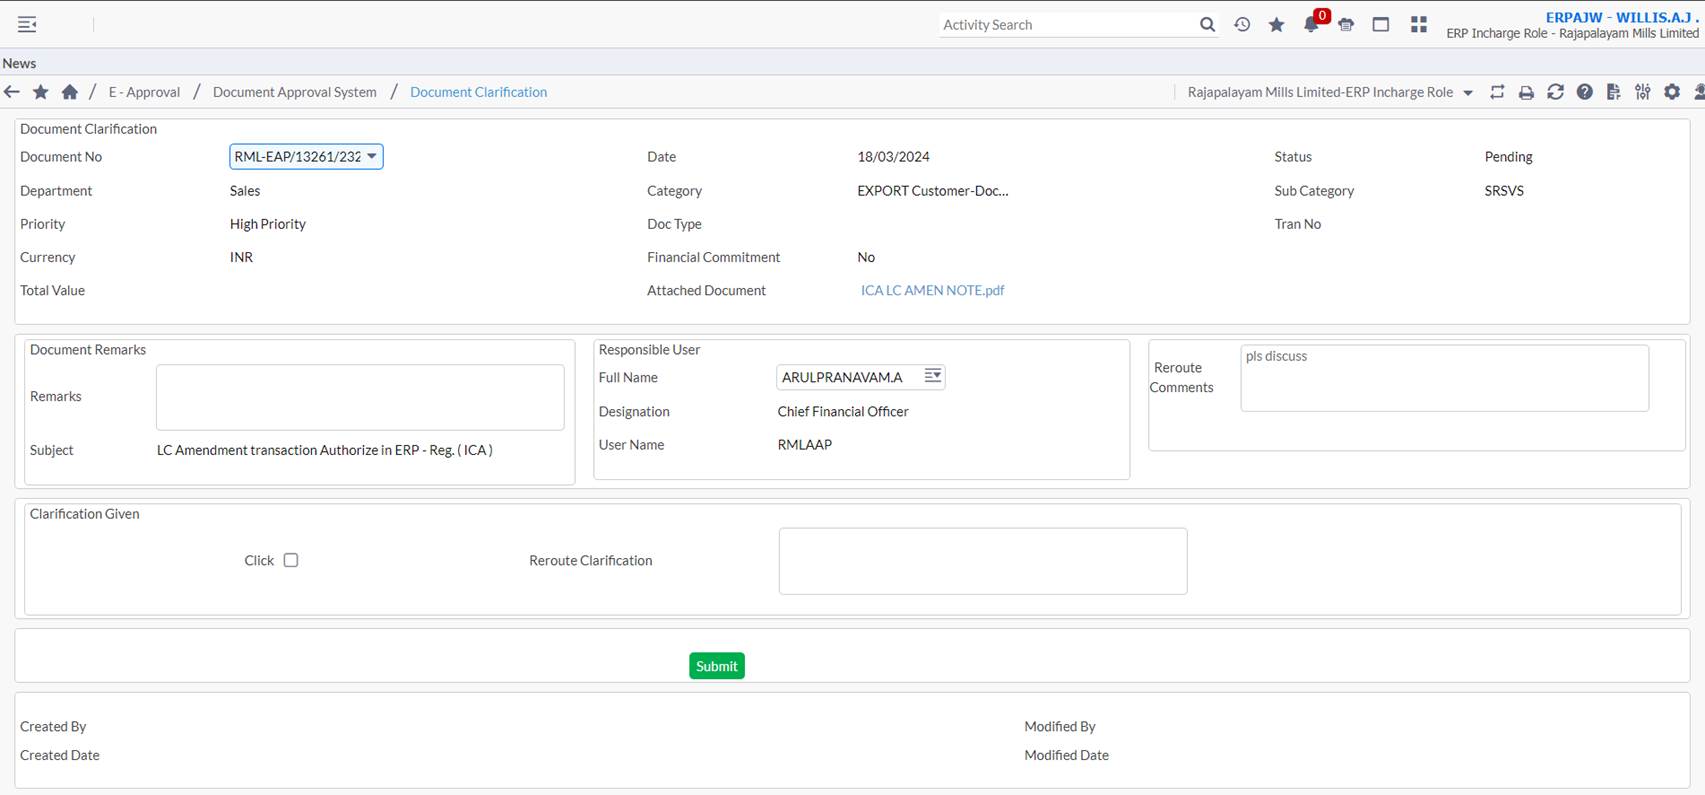 Activity Search
0
ERPAJW - WILLIS.A.J .
ERP Incharge Role - Rajapalayam Mills Limited
News
/ E - Approval / Document Approval System / Document Clarification
Rajapalayam Mills Limited-ERP Incharge Role
Document Clarification
Document No RML-EAP/13261/232 Date 18/03/2024 Status Pending
Department Sales Category EXPORT Customer-Doc... Sub Category SRSVS
Priority High Priority Doc Type Tran No
Currency INR Financial Commitment No
Total Value Attached Document ICA LC AMEN NOTE.pdf
Document Remarks
Remarks
Subject LC Amendment transaction Authorize in ERP - Reg. ( ICA )
Responsible User
Full Name ARULPRANAVAM.A
Designation Chief Financial Officer
User Name RMLAAP
Reroute
Comments
pls discuss
Clarification Given
Click Reroute Clarification
Submit
Created By Modified By
Created Date Modified Date